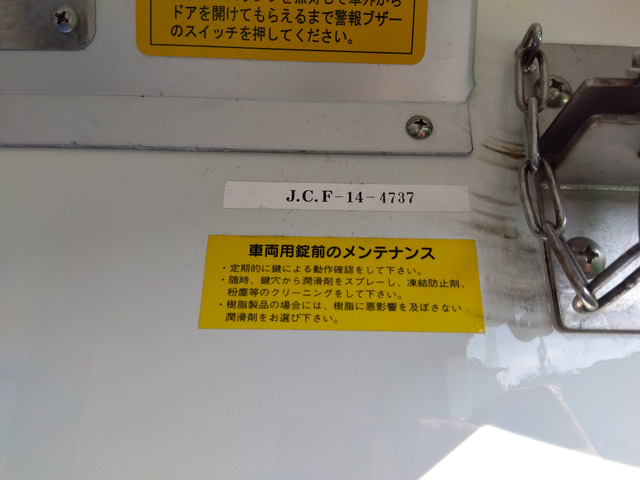 ドアを開けてもらえるまで警報ブザー
のスイッチを押してください。
J.C.F-14-4737
車両用錠前のメンテナンス
・定期的に鍵による動作確認をして下さい。
・随時、鍵穴から潤滑剤をスプレーし、凍結防止剤、
粉塵等のクリーニングをして下さい。
・樹脂製品の場合には、樹脂に悪影響を及ぼさない
潤滑剤をお選び下さい。